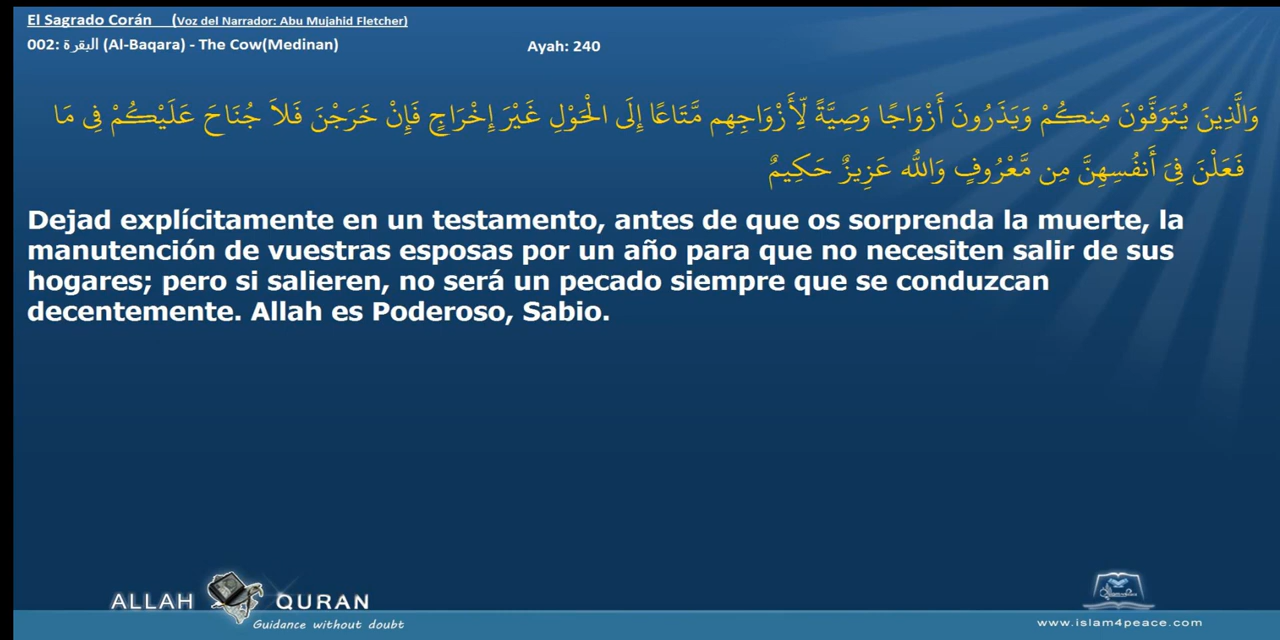 El Sagrado Corán (Voz del Narrador: Abu Mujahid Fletcher)
002: البقرة (Al-Baqara) - The Cow(Medinan)
Ayah: 240
وَالَّذِينَ يُتَوَفَّوْنَ مِنكُمْ وَيَذَرُونَ أَزْوَاجًا وَصِيَّةً لِّأَزْوَاجِهِم مَّتَاعًا إِلَى الْحَوْلِ غَيْرَ إِخْرَاجٍ فَإِنْ خَرَجْنَ فَلاَ جُنَاحَ عَلَيْكُمْ فِي مَا
فَعَلْنَ فِيَ أَنفُسِهِنَّ مِن مَّعْرُوفٍ وَاللّهُ عَزِيزٌ حَكِيمٌ
Dejad explícitamente en un testamento, antes de que os sorprenda la muerte, la
manutención de vuestras esposas por un año para que no necesiten salir de sus
hogares; pero si salieren, no será un pecado siempre que se conduzcan
decentemente. Allah es Poderoso, Sabio.
ALLAH QURAN
Guidance without doubt
www.islam4peace.com